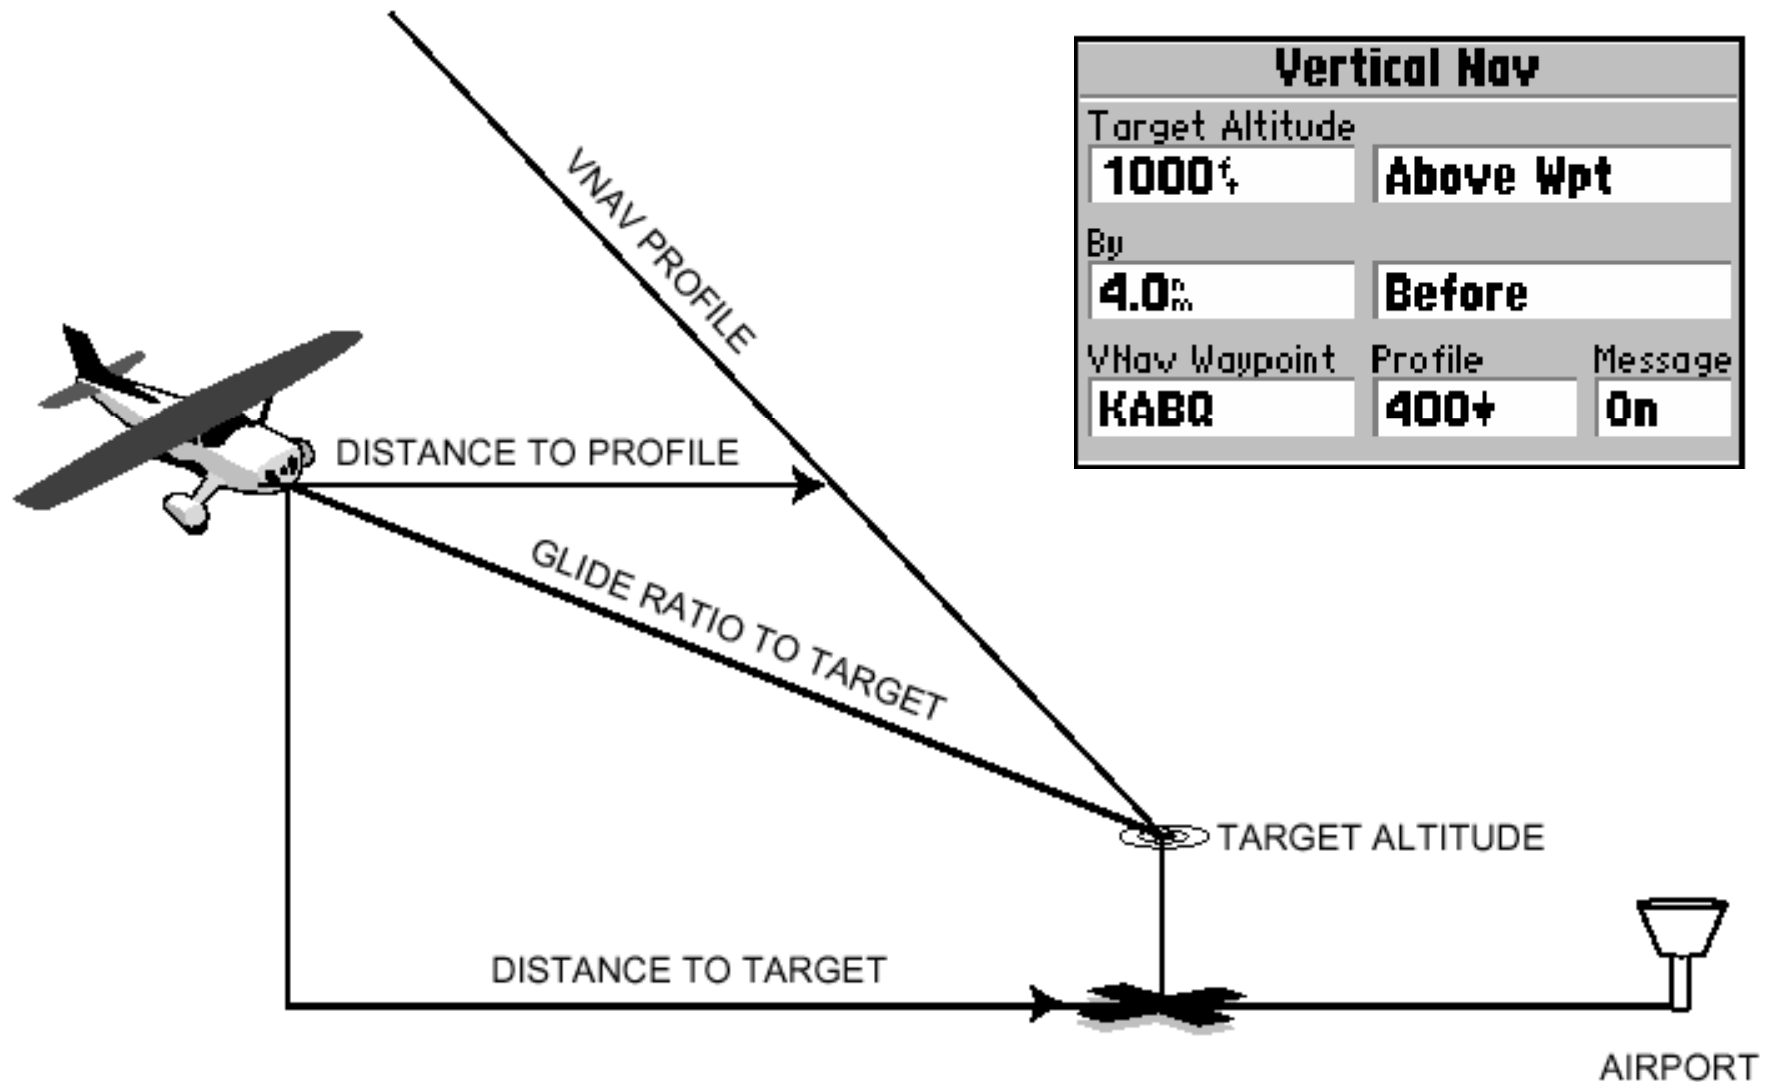 Vertical Nav
Target Altitude
1000ft Above Wpt
By
4.0nm Before
VNav Waypoint Profile Message
KABQ 400↓ On
VNAV PROFILE
DISTANCE TO PROFILE
GLIDE RATIO TO TARGET
TARGET ALTITUDE
DISTANCE TO TARGET
AIRPORT